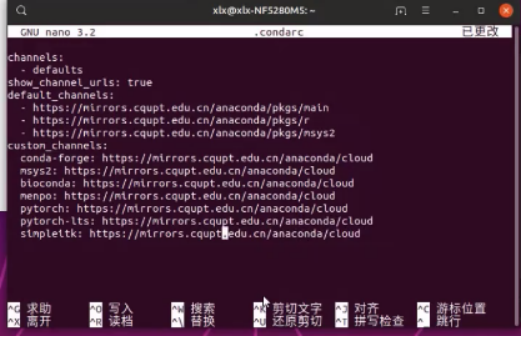 xlx@xlx-NF5280M5: ~
GNU nano 3.2 .condarc 已更改
channels:
  - defaults
show_channel_urls: true
default_channels:
  - https://mirrors.cqupt.edu.cn/anaconda/pkgs/main
  - https://mirrors.cqupt.edu.cn/anaconda/pkgs/r
  - https://mirrors.cqupt.edu.cn/anaconda/pkgs/msys2
custom_channels:
  conda-forge: https://mirrors.cqupt.edu.cn/anaconda/cloud
  msys2: https://mirrors.cqupt.edu.cn/anaconda/cloud
  bioconda: https://mirrors.cqupt.edu.cn/anaconda/cloud
  menpo: https://mirrors.cqupt.edu.cn/anaconda/cloud
  pytorch: https://mirrors.cqupt.edu.cn/anaconda/cloud
  pytorch-lts: https://mirrors.cqupt.edu.cn/anaconda/cloud
  simpleitk: https://mirrors.cqupt.edu.cn/anaconda/cloud
^G 求助 ^O 写入 ^W 搜索 ^K 剪切文字 ^J 对齐 ^C 游标位置
^X 离开 ^R 读档 ^\ 替换 ^U 还原剪切 ^T 拼写检查 ^_ 跳行